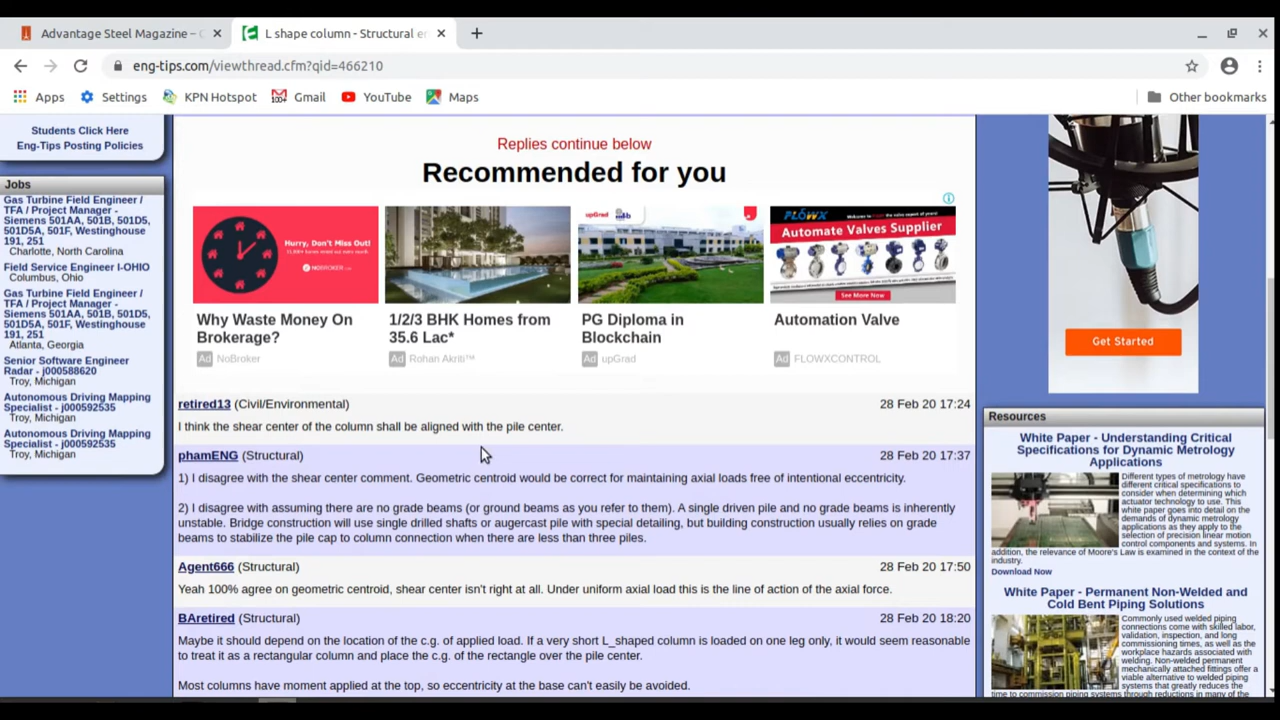 Advantage Steel Magazine –
L shape column - Structural e
eng-tips.com/viewthread.cfm?qid=466210
Apps
Settings
KPN Hotspot
Gmail
YouTube
Maps
Other bookmarks
Students Click Here
Eng-Tips Posting Policies
Jobs
Gas Turbine Field Engineer /
TFA / Project Manager -
Siemens 501AA, 501B, 501D5,
501D5A, 501F, Westinghouse
191, 251
Charlotte, North Carolina
Field Service Engineer I-OHIO
Columbus, Ohio
Gas Turbine Field Engineer /
TFA / Project Manager -
Siemens 501AA, 501B, 501D5,
501D5A, 501F, Westinghouse
191, 251
Atlanta, Georgia
Senior Software Engineer
Radar - j000588620
Troy, Michigan
Autonomous Driving Mapping
Specialist - j000592535
Troy, Michigan
Autonomous Driving Mapping
Specialist - j000592535
Troy, Michigan
Replies continue below
Recommended for you
Hurry, Don't Miss Out!
NOBROKER
Why Waste Money On
Brokerage?
Ad NoBroker
1/2/3 BHK Homes from
35.6 Lac*
Ad Rohan Akriti™
upGrad
PG Diploma in
Blockchain
Ad upGrad
FLOWX
Automate Valves Supplier
See More Now
Automation Valve
Ad FLOWXCONTROL
retired13 (Civil/Environmental) 28 Feb 20 17:24
I think the shear center of the column shall be aligned with the pile center.
phamENG (Structural) 28 Feb 20 17:37
1) I disagree with the shear center comment. Geometric centroid would be correct for maintaining axial loads free of intentional eccentricity.
2) I disagree with assuming there are no grade beams (or ground beams as you refer to them). A single driven pile and no grade beams is inherently
unstable. Bridge construction will use single drilled shafts or augercast pile with special detailing, but building construction usually relies on grade
beams to stabilize the pile cap to column connection when there are less than three piles.
Agent666 (Structural) 28 Feb 20 17:50
Yeah 100% agree on geometric centroid, shear center isn't right at all. Under uniform axial load this is the line of action of the axial force.
BAretired (Structural) 28 Feb 20 18:20
Maybe it should depend on the location of the c.g. of applied load. If a very short L_shaped column is loaded on one leg only, it would seem reasonable
to treat it as a rectangular column and place the c.g. of the rectangle over the pile center.
Most columns have moment applied at the top, so eccentricity at the base can't easily be avoided.
Get Started
Resources
White Paper - Understanding Critical
Specifications for Dynamic Metrology
Applications
Different types of metrology have
different critical specifications to
consider when determining which
actuator technology to use. This
white paper goes into detail on the
demands of dynamic metrology
applications as they apply to the
selection of precision linear motion
control components and systems. In
addition, the relevance of Moore's Law is examined in the context of the
industry.
Download Now
White Paper - Permanent Non-Welded and
Cold Bent Piping Solutions
Commonly used welded piping
connections come with skilled labor,
validation, inspection, and long
commissioning times, as well as the
workplace hazards associated with
welding. Non-welded permanent
mechanically attached fittings offer a
viable alternative to welded piping
systems that greatly reduces the
time to commission piping systems through reductions in many of the